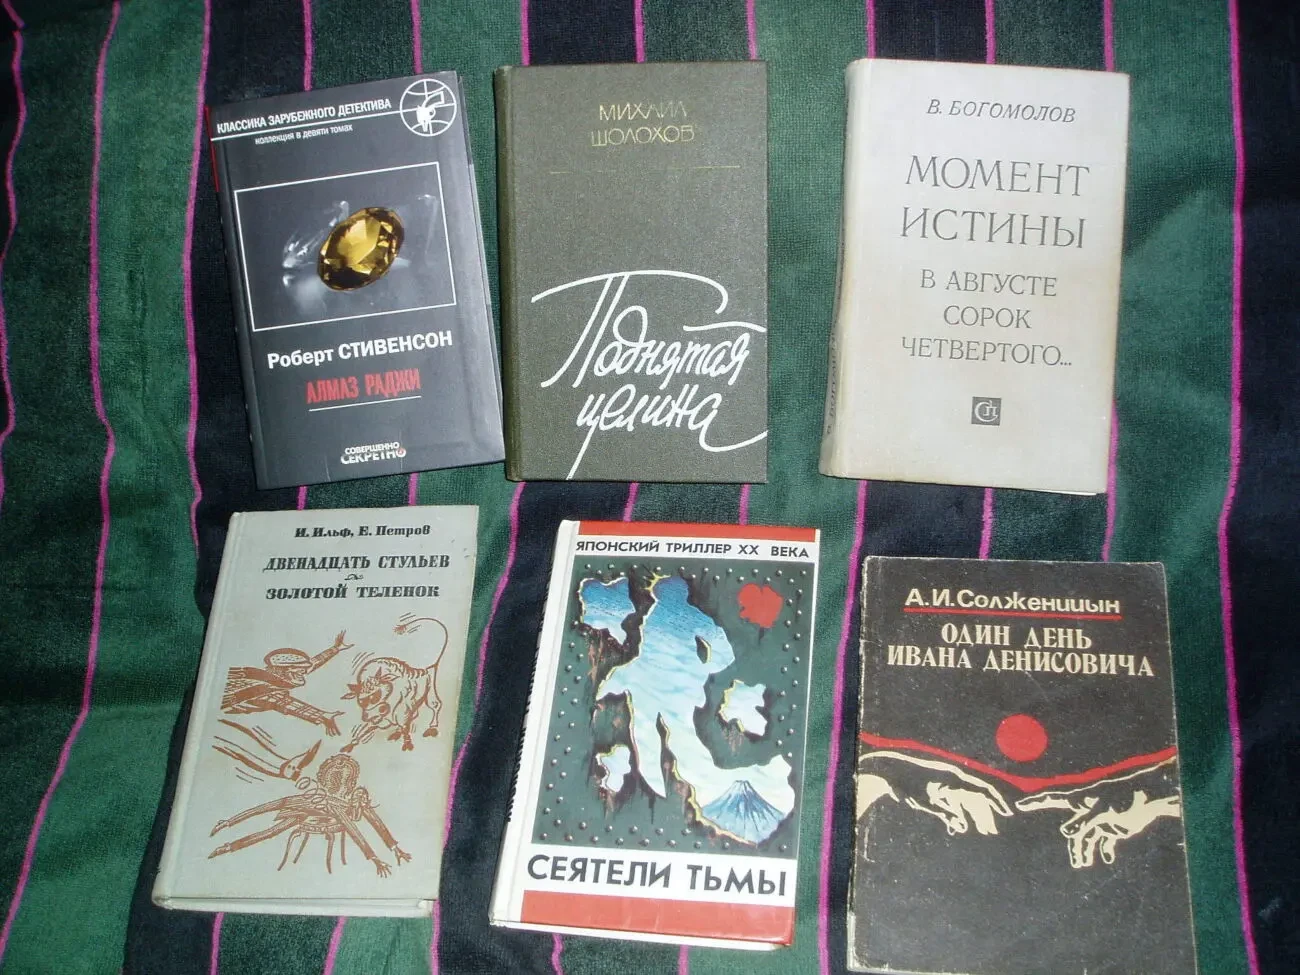 КЛАССИКА ЗАРУБЕЖНОГО ДЕТЕКТИВА
коллекция в девяти томах
Роберт СТИВЕНСОН
АЛМАЗ РАДЖИ
СОВЕРШЕННО
СЕКРЕТНО
МИХАИЛ
ШОЛОХОВ
Поднятая
целина
В. БОГОМОЛОВ
МОМЕНТ
ИСТИНЫ
В АВГУСТЕ
СОРОК
ЧЕТВЕРТОГО...
И. Ильф, Е. Петров
ДВЕНАДЦАТЬ СТУЛЬЕВ
ЗОЛОТОЙ ТЕЛЕНОК
ЯПОНСКИЙ ТРИЛЛЕР XX ВЕКА
СЕЯТЕЛИ ТЬМЫ
А.И.Солженицын
ОДИН ДЕНЬ
ИВАНА ДЕНИСОВИЧА